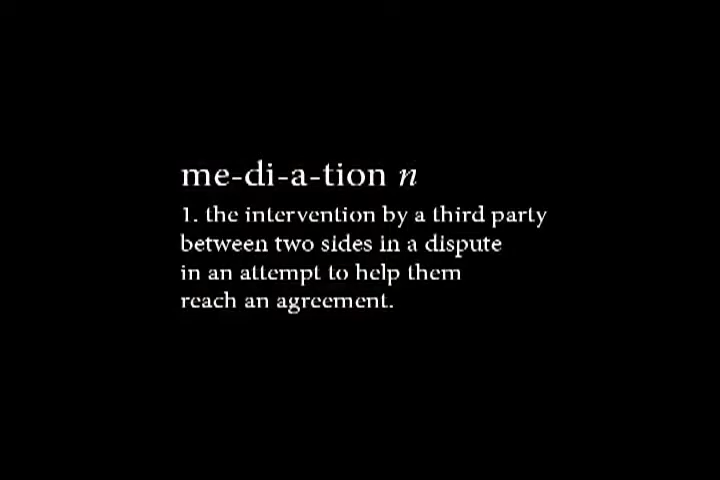 me-di-a-tion n
1. the intervention by a third party
between two sides in a dispute
in an attempt to help them
reach an agreement.